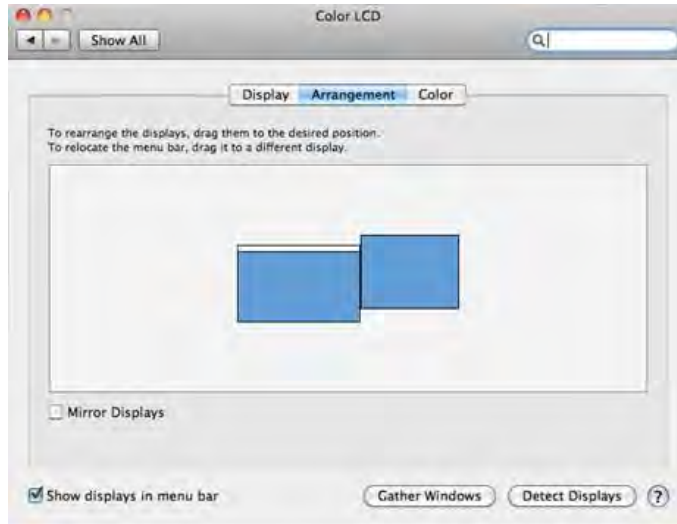 Color LCD
Show All
Display Arrangement Color
To rearrange the displays, drag them to the desired position.
To relocate the menu bar, drag it to a different display.
Mirror Displays
Show displays in menu bar
Gather Windows Detect Displays ?